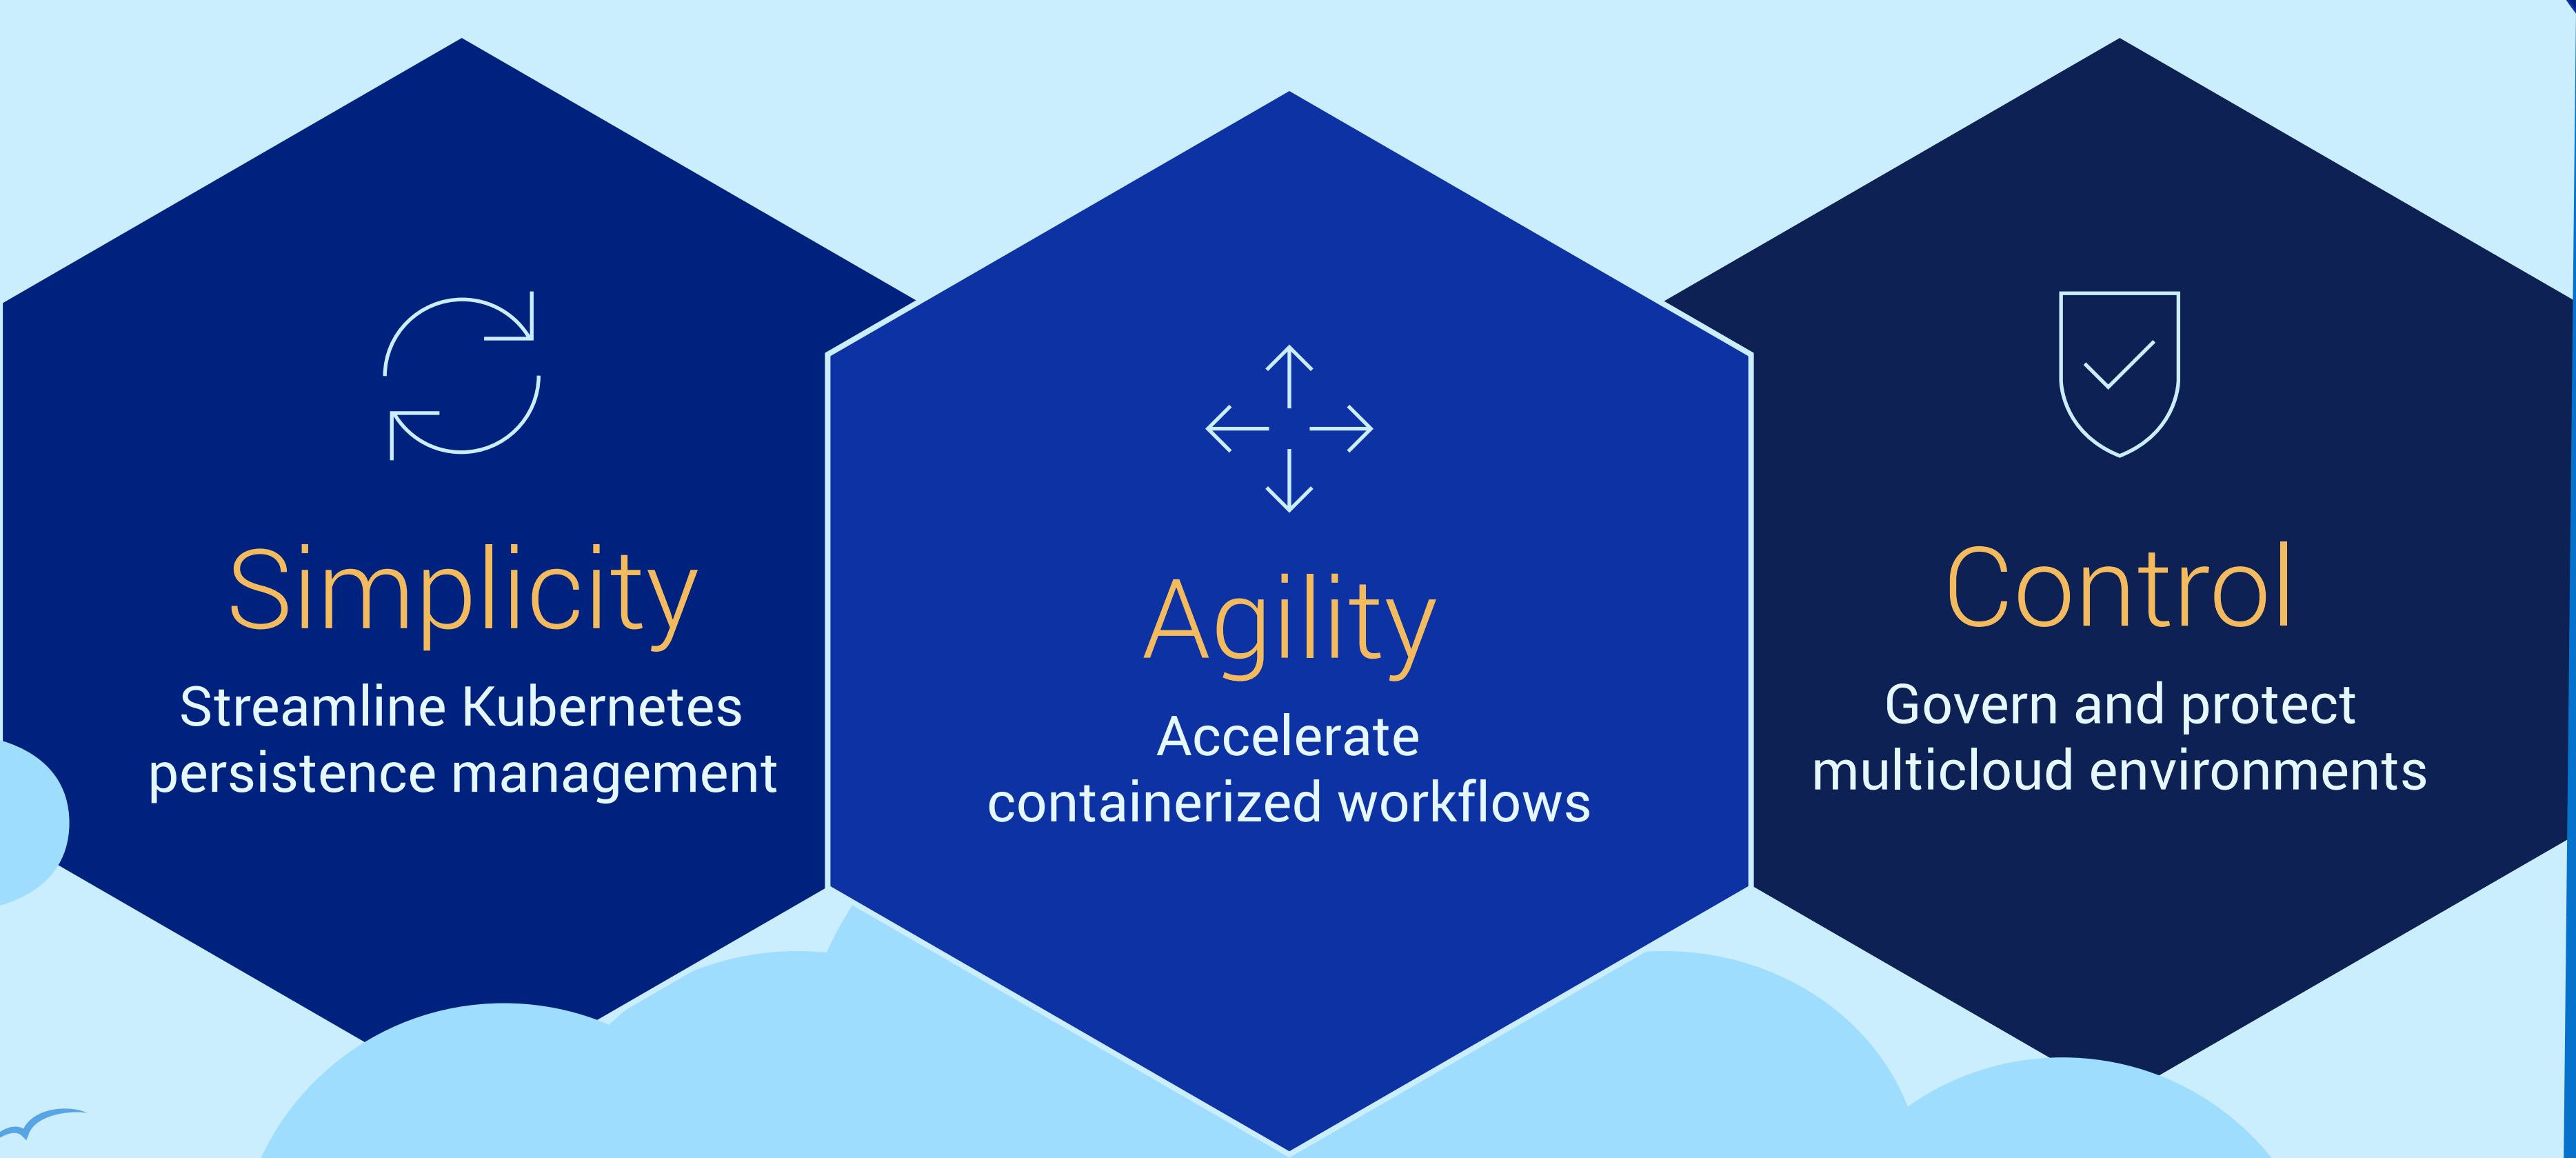 Simplicity
Streamline Kubernetes
persistence management
Agility
Accelerate
containerized workflows
Control
Govern and protect
multicloud environments